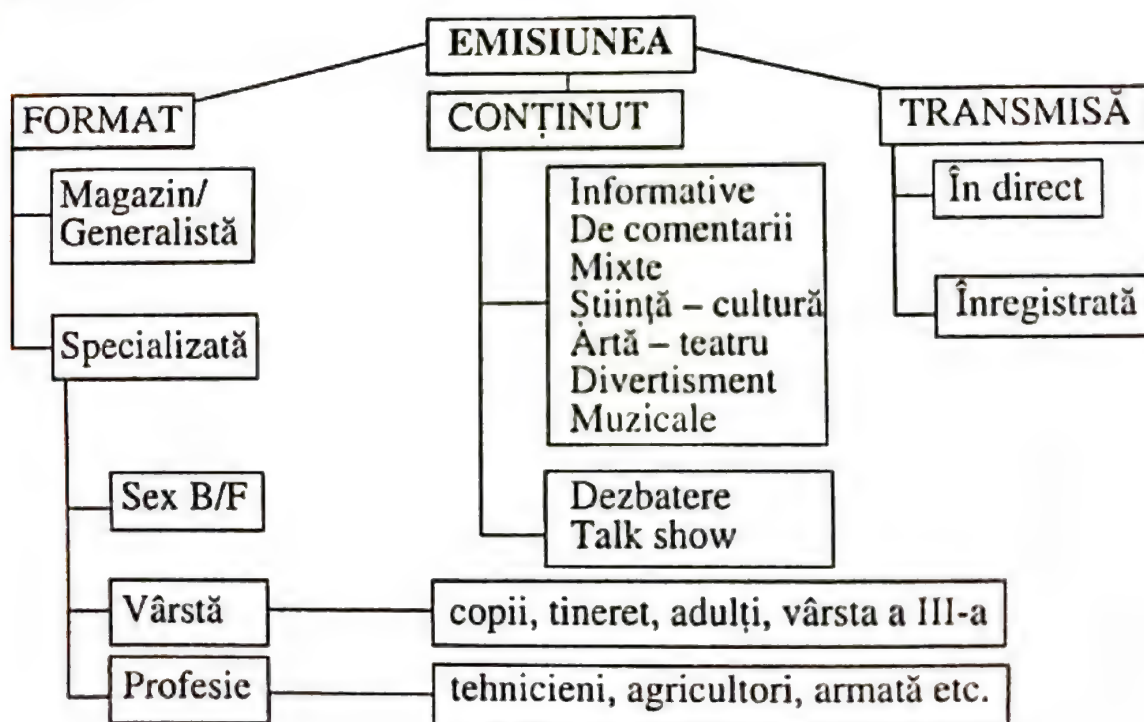 EMISIUNEA
FORMAT
CONȚINUT
TRANSMISĂ
Magazin/
Generalistă
Specializată
Sex B/F
Vârstă
Profesie
Informative
De comentarii
Mixte
Știință – cultură
Artă – teatru
Divertisment
Muzicale
Dezbatere
Talk show
copii, tineret, adulți, vârsta a III-a
tehnicieni, agricultori, armată etc.
În direct
Înregistrată